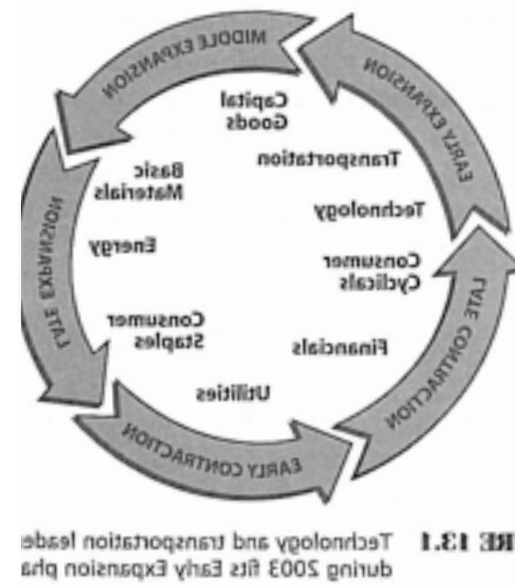 MIDDLE EXPANSION
EARLY EXPANSION
LATE EXPANSION
LATE CONTRACTION
EARLY CONTRACTION
Capital
Goods
Transportation
Basic
Materials
Technology
Energy
Consumer
Cyclicals
Consumer
Staples
Financials
Utilities
RE 13.1 Technology and transportation leade
during 2003 fits Early Expansion pha